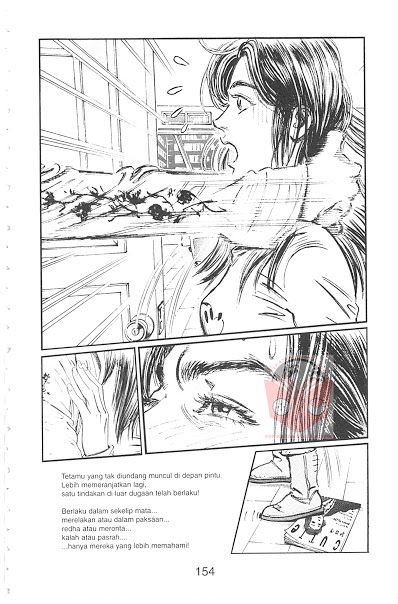 Tetamu yang tak diundang muncul di depan pintu.
Lebih memeranjatkan lagi,
satu tindakan di luar dugaan telah berlaku!
Berlaku dalam sekelip mata...
merelakan atau dalam paksaan...
redha atau meronta...
kalah atau pasrah....
...hanya mereka yang lebih memahami!
CUTE
154